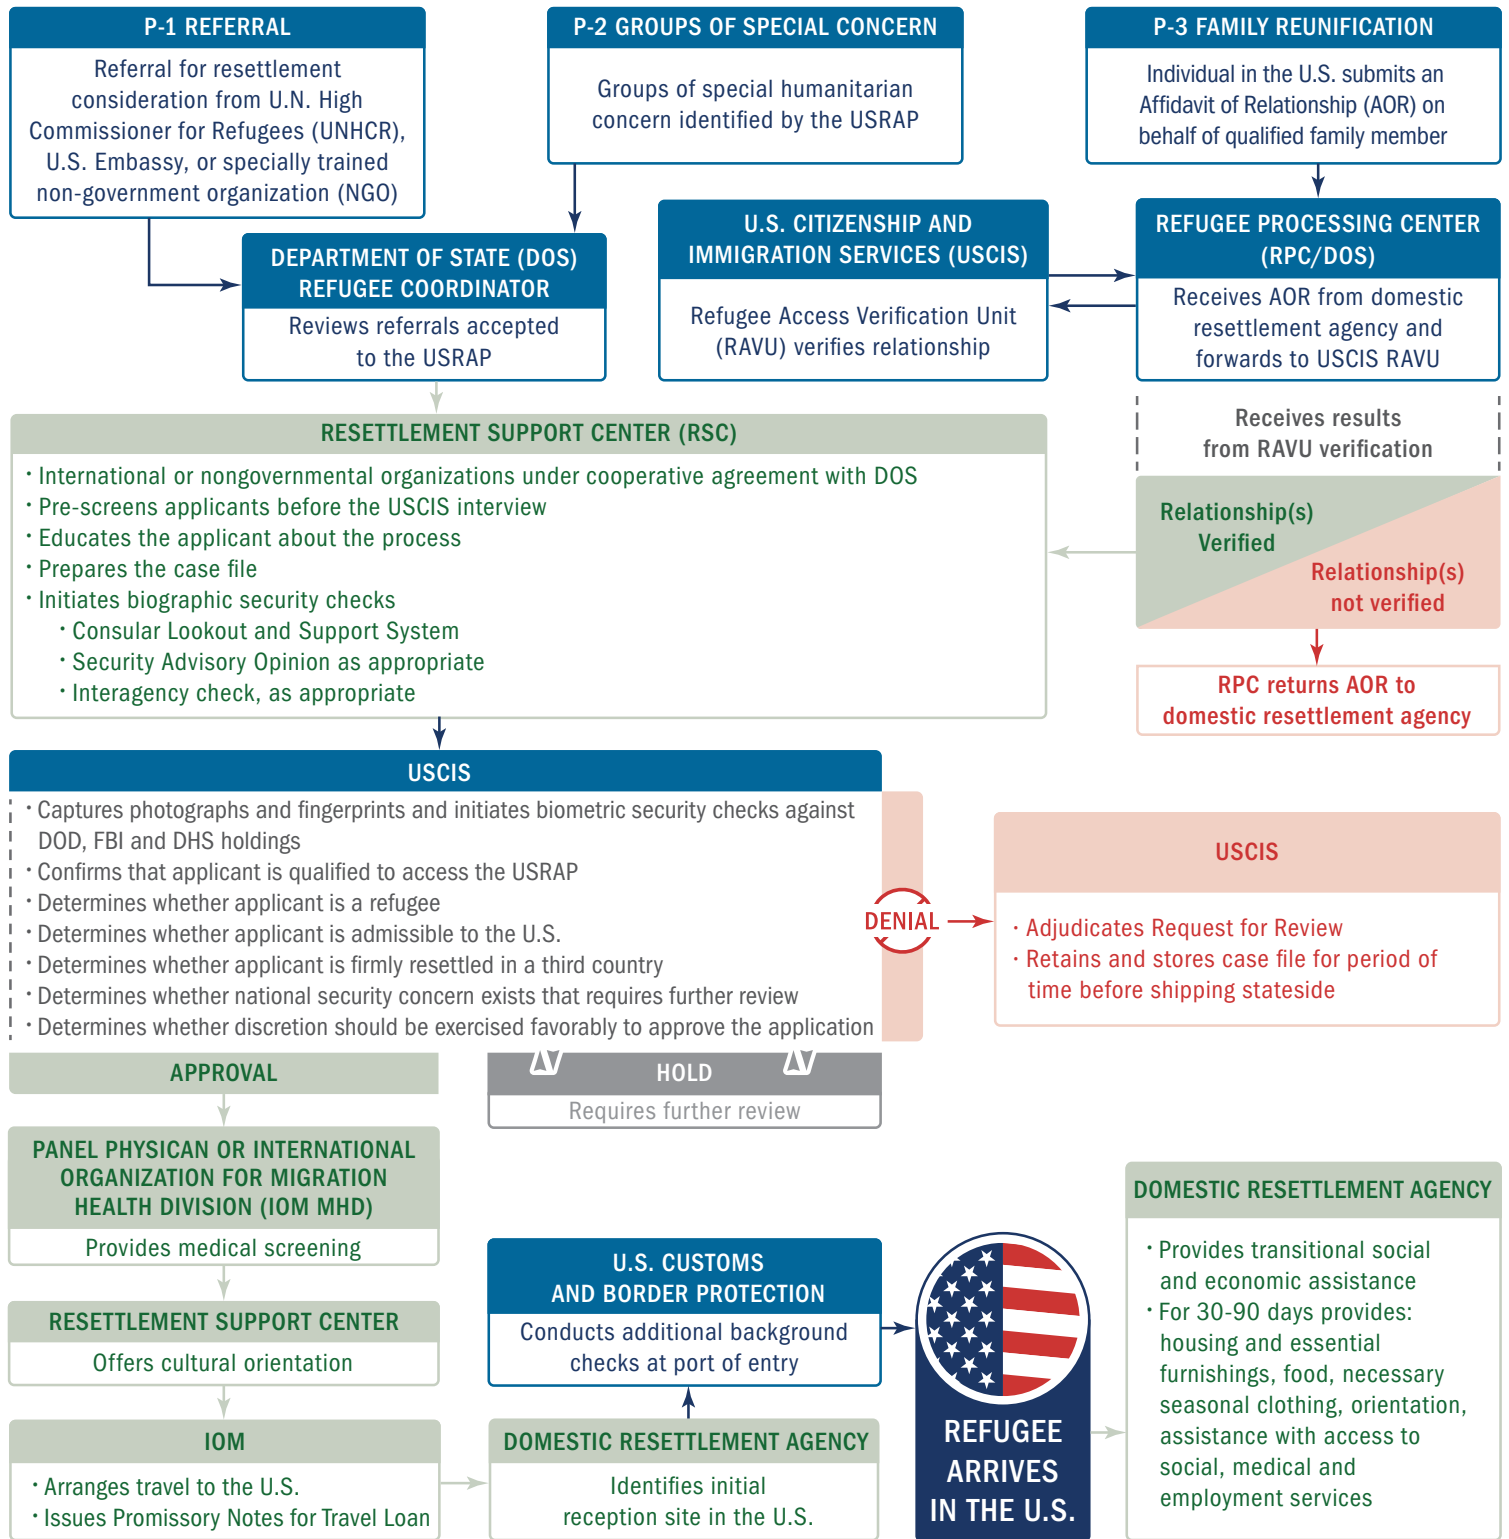 P-1 REFERRAL
Referral for resettlement
consideration from U.N. High
Commissioner for Refugees (UNHCR),
U.S. Embassy, or specially trained
non-government organization (NGO)
P-2 GROUPS OF SPECIAL CONCERN
Groups of special humanitarian
concern identified by the USRAP
P-3 FAMILY REUNIFICATION
Individual in the U.S. submits an
Affidavit of Relationship (AOR) on
behalf of qualified family member
DEPARTMENT OF STATE (DOS)
REFUGEE COORDINATOR
Reviews referrals accepted
to the USRAP
U.S. CITIZENSHIP AND
IMMIGRATION SERVICES (USCIS)
Refugee Access Verification Unit
(RAVU) verifies relationship
REFUGEE PROCESSING CENTER
(RPC/DOS)
Receives AOR from domestic
resettlement agency and
forwards to USCIS RAVU
Receives results
from RAVU verification
Relationship(s)
Verified
Relationship(s)
not verified
RPC returns AOR to
domestic resettlement agency
RESETTLEMENT SUPPORT CENTER (RSC)
· International or nongovernmental organizations under cooperative agreement with DOS
· Pre-screens applicants before the USCIS interview
· Educates the applicant about the process
· Prepares the case file
· Initiates biographic security checks
· Consular Lookout and Support System
· Security Advisory Opinion as appropriate
· Interagency check, as appropriate
USCIS
· Captures photographs and fingerprints and initiates biometric security checks against
DOD, FBI and DHS holdings
· Confirms that applicant is qualified to access the USRAP
· Determines whether applicant is a refugee
· Determines whether applicant is admissible to the U.S.
· Determines whether applicant is firmly resettled in a third country
· Determines whether national security concern exists that requires further review
· Determines whether discretion should be exercised favorably to approve the application
DENIAL
USCIS
· Adjudicates Request for Review
· Retains and stores case file for period of
time before shipping stateside
APPROVAL
HOLD
Requires further review
PANEL PHYSICAN OR INTERNATIONAL
ORGANIZATION FOR MIGRATION
HEALTH DIVISION (IOM MHD)
Provides medical screening
RESETTLEMENT SUPPORT CENTER
Offers cultural orientation
IOM
· Arranges travel to the U.S.
· Issues Promissory Notes for Travel Loan
DOMESTIC RESETTLEMENT AGENCY
Identifies initial
reception site in the U.S.
U.S. CUSTOMS
AND BORDER PROTECTION
Conducts additional background
checks at port of entry
REFUGEE
ARRIVES
IN THE U.S.
DOMESTIC RESETTLEMENT AGENCY
· Provides transitional social
and economic assistance
· For 30-90 days provides:
housing and essential
furnishings, food, necessary
seasonal clothing, orientation,
assistance with access to
social, medical and
employment services